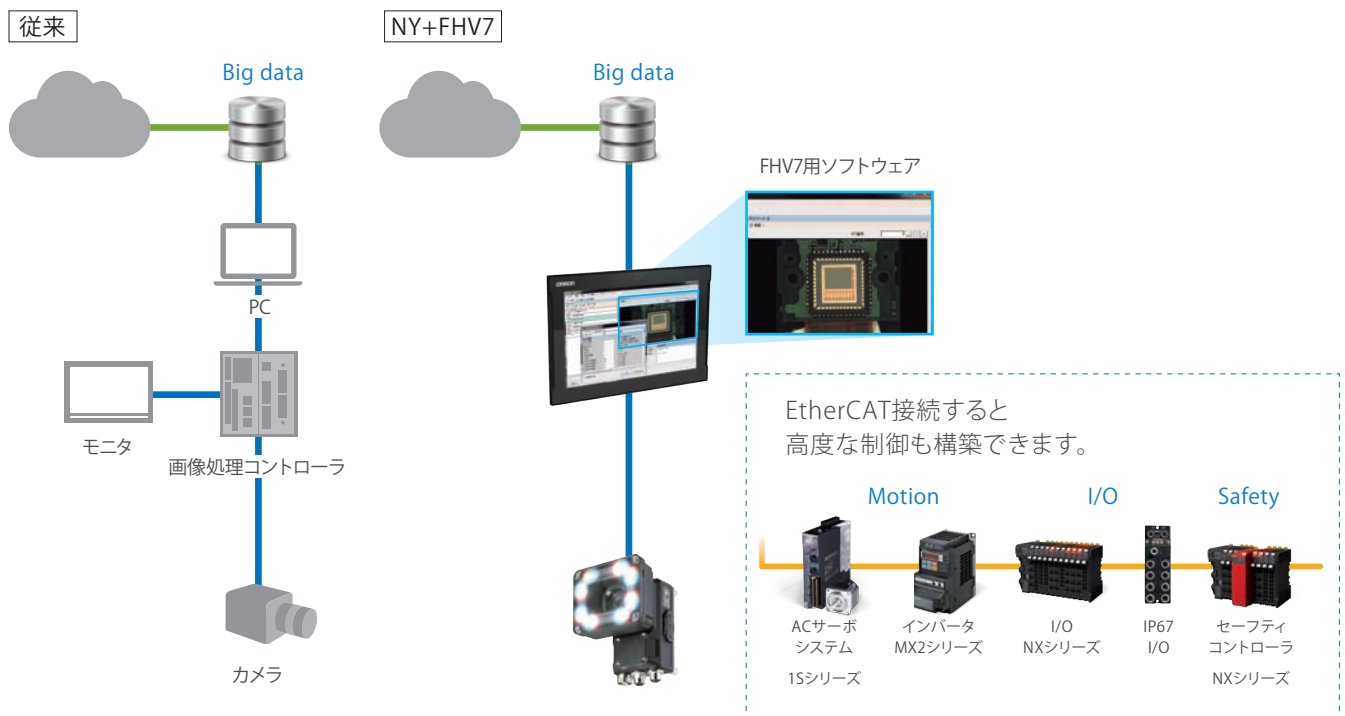 従来
Big data
PC
モニタ
画像処理コントローラ
カメラ
NY+FHV7
Big data
FHV7用ソフトウェア
OMRON
EtherCAT接続すると
高度な制御も構築できます。
Motion
I/O
Safety
ACサーボ
システム
1Sシリーズ
インバータ
MX2シリーズ
I/O
NXシリーズ
IP67
I/O
セーフティ
コントローラ
NXシリーズ